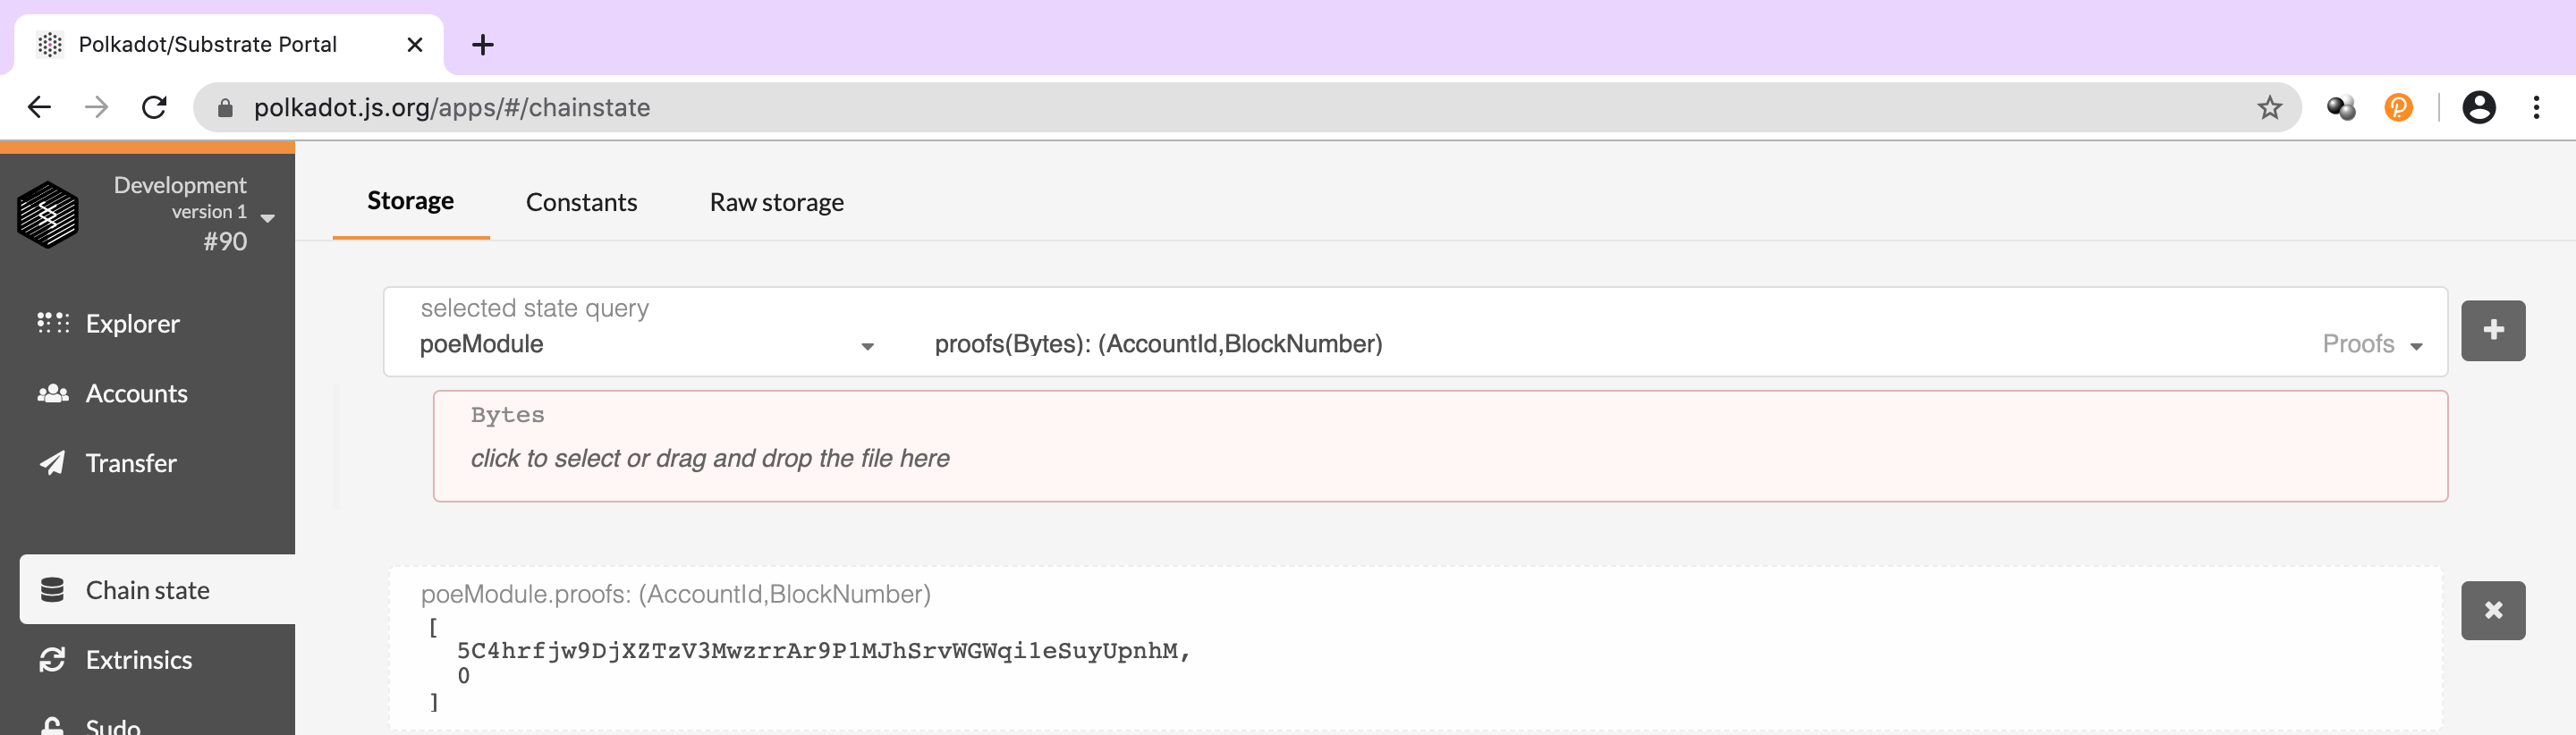 Polkadot/Substrate Portal
polkadot.js.org/apps/#/chainstate
Development
version 1
#90
Explorer
Accounts
Transfer
Chain state
Extrinsics
Sudo
Storage Constants Raw storage
selected state query
poeModule proofs(Bytes): (AccountId,BlockNumber) Proofs
Bytes
click to select or drag and drop the file here
poeModule.proofs: (AccountId,BlockNumber)
[
5C4hrfjw9DjXZTzV3MwzrrAr9P1MJhSrvWGWqi1eSuyUpnhM,
0
]